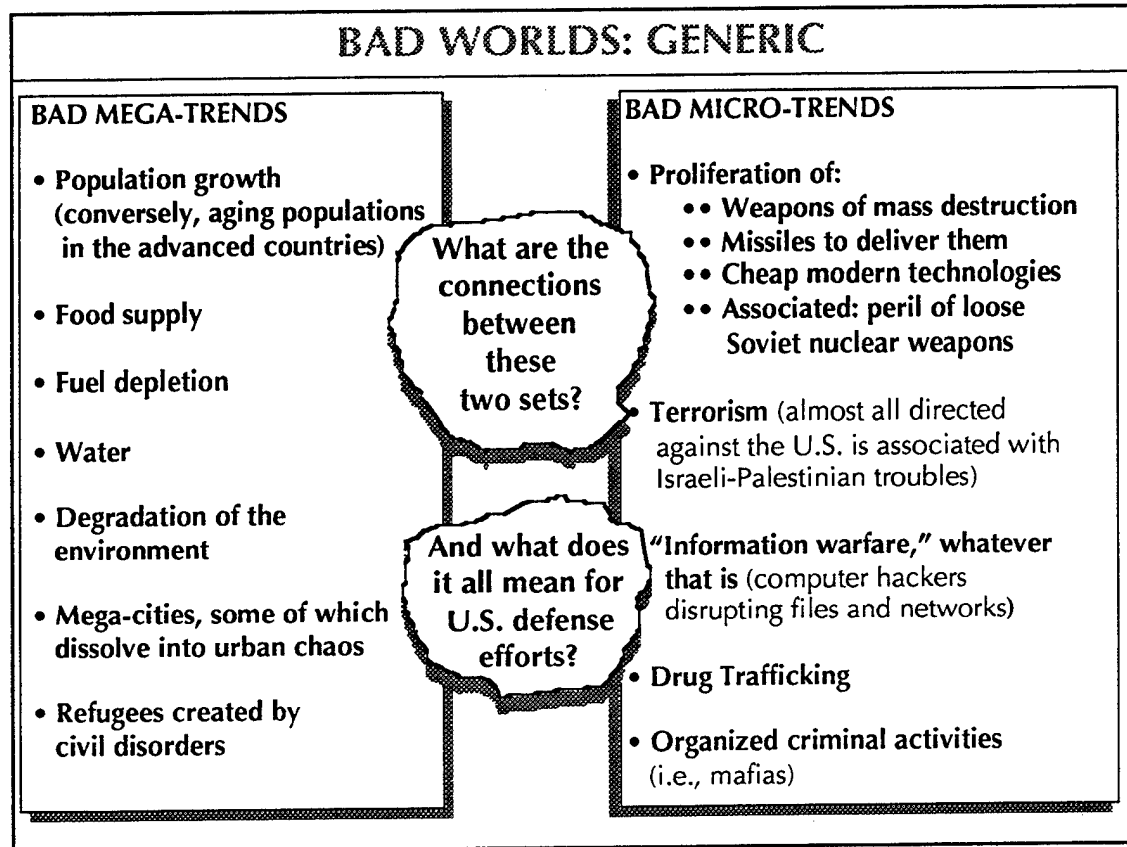 BAD WORLDS: GENERIC
BAD MEGA-TRENDS
• Population growth
(conversely, aging populations
in the advanced countries)
• Food supply
• Fuel depletion
• Water
• Degradation of the
environment
• Mega-cities, some of which
dissolve into urban chaos
• Refugees created by
civil disorders
What are the
connections
between
these
two sets?
And what does
it all mean for
U.S. defense
efforts?
BAD MICRO-TRENDS
• Proliferation of:
•• Weapons of mass destruction
•• Missiles to deliver them
•• Cheap modern technologies
•• Associated: peril of loose
Soviet nuclear weapons
• Terrorism (almost all directed
against the U.S. is associated with
Israeli-Palestinian troubles)
“Information warfare,” whatever
that is (computer hackers
disrupting files and networks)
• Drug Trafficking
• Organized criminal activities
(i.e., mafias)